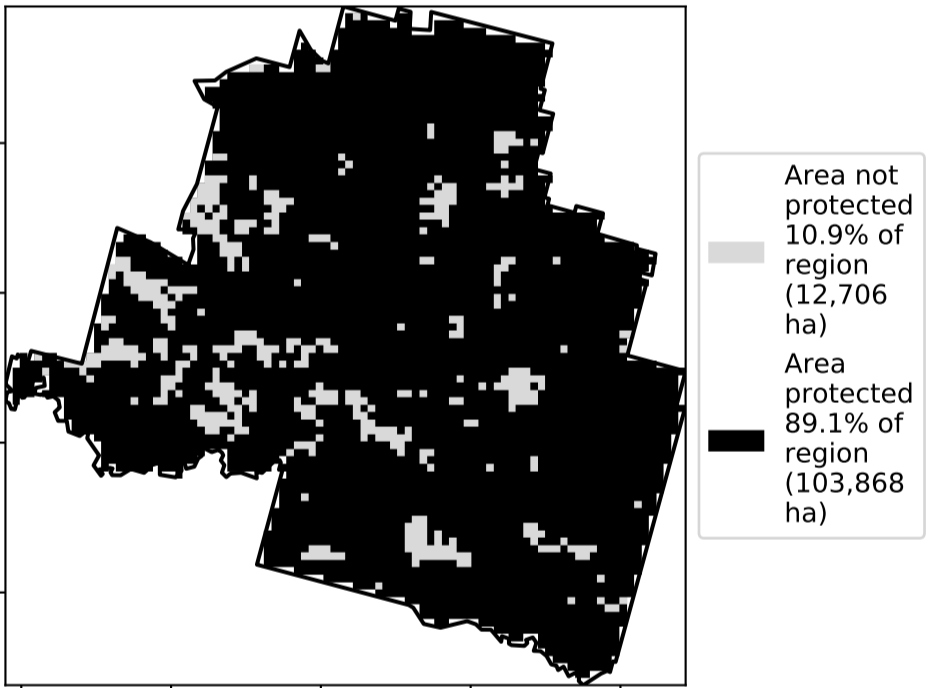 Area not
protected
10.9% of
region
(12,706
ha)
Area
protected
89.1% of
region
(103,868
ha)